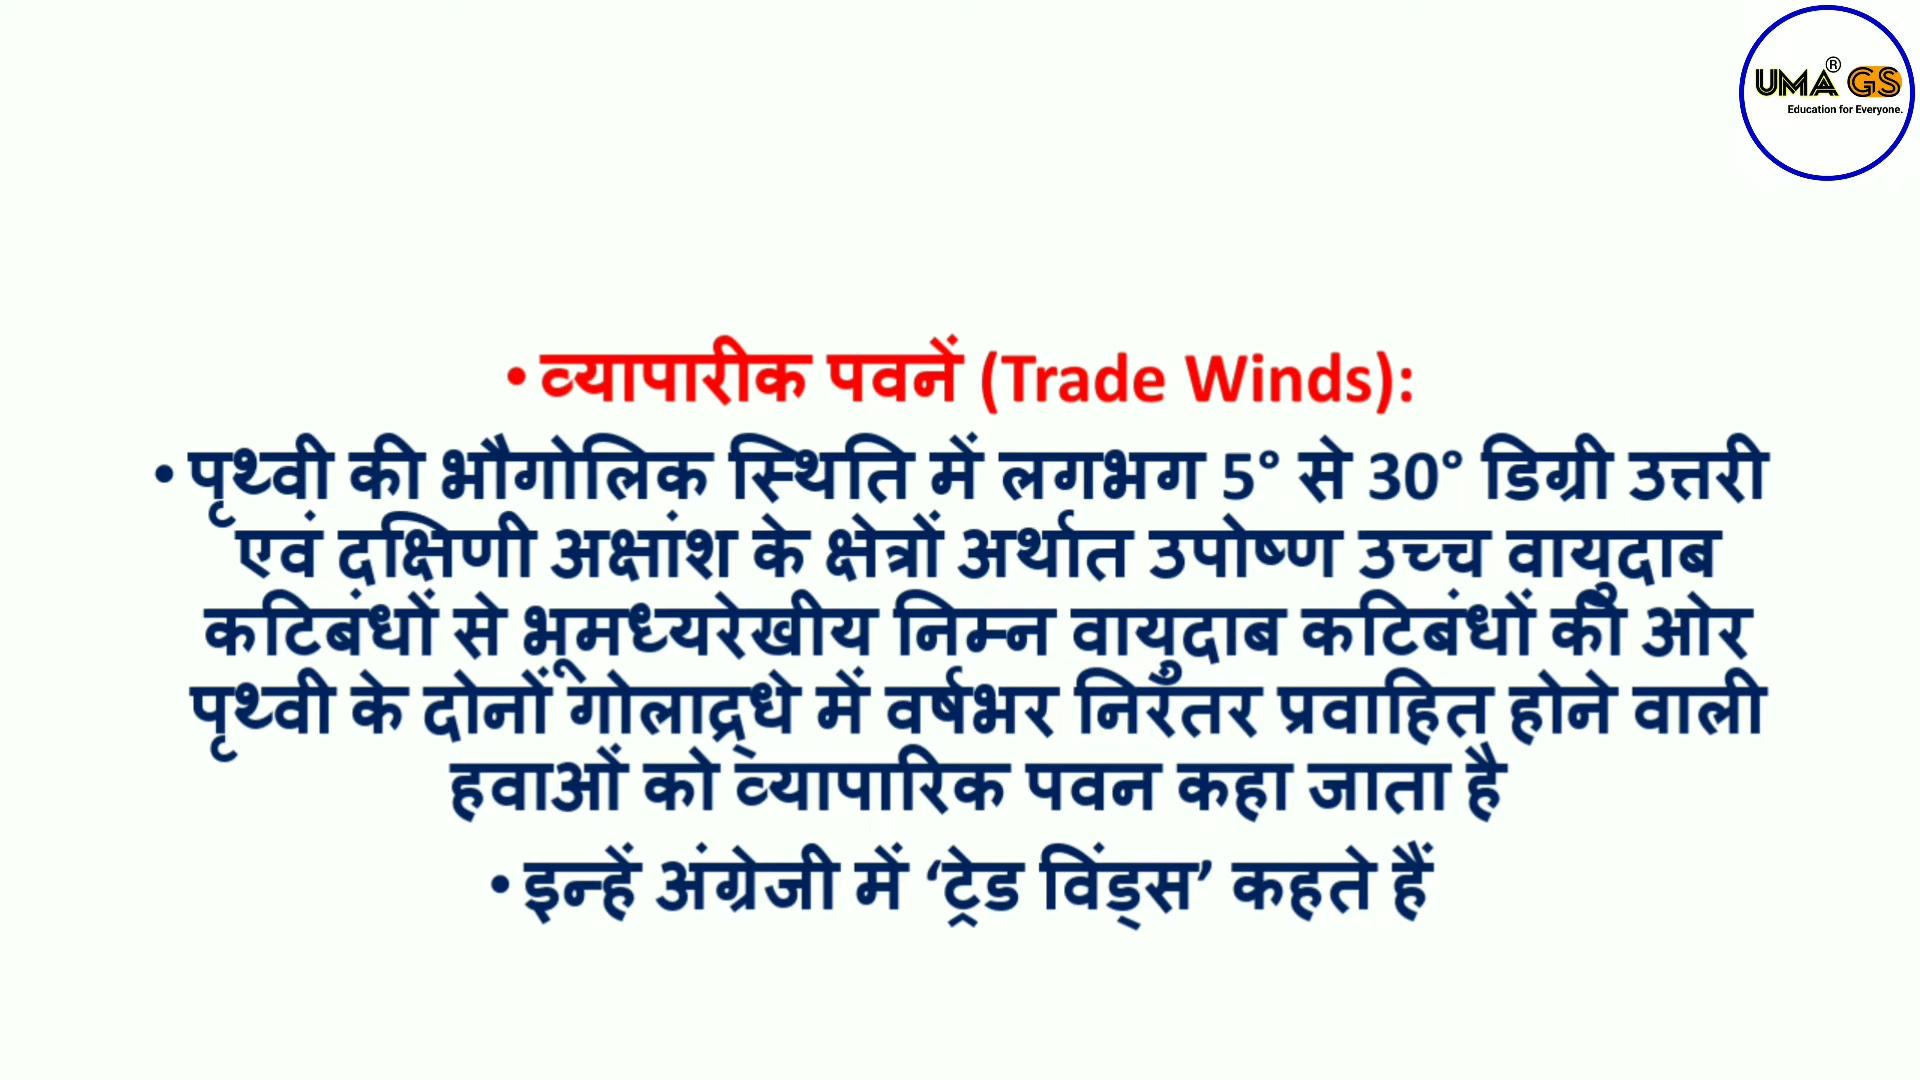 UMA® GS
Education for Everyone.
• व्यापारीक पवनें (Trade Winds):
• पृथ्वी की भौगोलिक स्थिति में लगभग 5° से 30° डिग्री उत्तरी
एवं दक्षिणी अक्षांश के क्षेत्रों अर्थात उपोष्ण उच्च वायुदाब
कटिबंधों से भूमध्यरेखीय निम्न वायुदाब कटिबंधों की ओर
पृथ्वी के दोनों गोलाद्र्धे में वर्षभर निरंतर प्रवाहित होने वाली
हवाओं को व्यापारिक पवन कहा जाता है
• इन्हें अंग्रेजी में ‘ट्रेड विंड्स’ कहते हैं